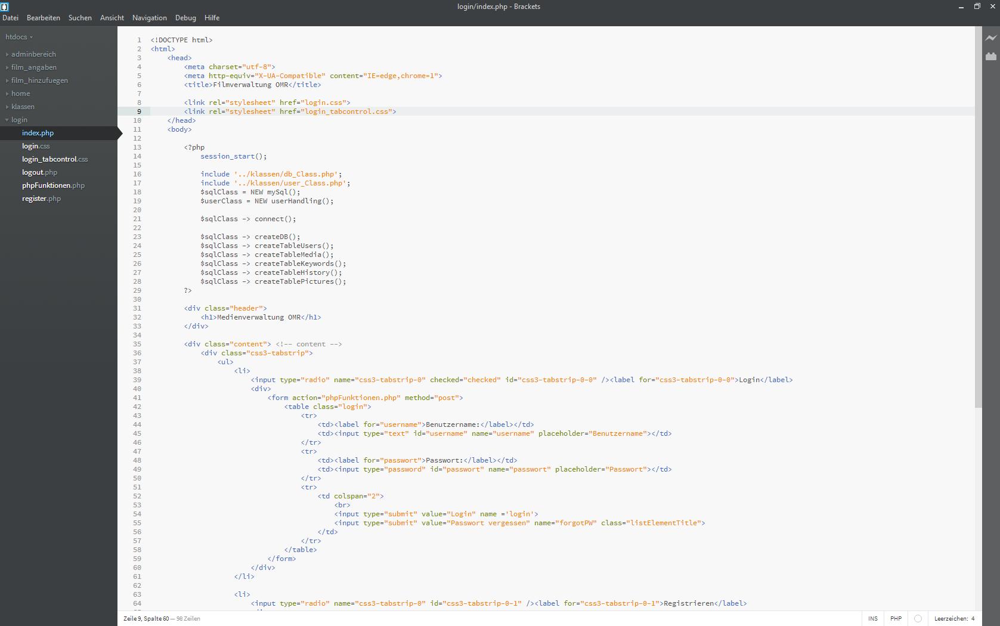 login/index.php - Brackets
Datei Bearbeiten Suchen Ansicht Navigation Debug Hilfe
htdocs
adminbereich
film_angaben
film_hinzufuegen
home
klassen
login
index.php
login.css
login_tabcontrol.css
logout.php
phpFunktionen.php
register.php
1 <!DOCTYPE html>
2 <html>
3 <head>
4 <meta charset="utf-8">
5 <meta http-equiv="X-UA-Compatible" content="IE=edge,chrome=1">
6 <title>Filmverwaltung OMR</title>
7
8 <link rel="stylesheet" href="login.css">
9 <link rel="stylesheet" href="login_tabcontrol.css">
10 </head>
11 <body>
12
13 <?php
14 session_start();
15
16 include '../klassen/db_Class.php';
17 include '../klassen/user_Class.php';
18 $sqlClass = NEW mySql();
19 $userClass = NEW userHandling();
20
21 $sqlClass -> connect();
22
23 $sqlClass -> createDB();
24 $sqlClass -> createTableUsers();
25 $sqlClass -> createTableMedia();
26 $sqlClass -> createTableKeywords();
27 $sqlClass -> createTableHistory();
28 $sqlClass -> createTablePictures();
29 ?>
30
31 <div class="header">
32 <h1>Medienverwaltung OMR</h1>
33 </div>
34
35 <div class="content"> <!-- content -->
36 <div class="css3-tabstrip">
37 <ul>
38 <li>
39 <input type="radio" name="css3-tabstrip-0" checked="checked" id="css3-tabstrip-0-0" /><label for="css3-tabstrip-0-0">Login</label>
40 <div>
41 <form action="phpFunktionen.php" method="post">
42 <table class="login">
43 <tr>
44 <td><label for="username">Benutzername:</label></td>
45 <td><input type="text" id="username" name="username" placeholder="Benutzername"></td>
46 </tr>
47 <tr>
48 <td><label for="passwort">Passwort:</label></td>
49 <td><input type="password" id="passwort" name="passwort" placeholder="Passwort"></td>
50 </tr>
51 <tr>
52 <td colspan="2">
53 <br>
54 <input type="submit" value="Login" name ='login'>
55 <input type="submit" value="Passwort vergessen" name="forgotPW" class="listElementTitle">
56 </td>
57 </tr>
58 </table>
59 </form>
60 </div>
61 </li>
62
63 <li>
64 <input type="radio" name="css3-tabstrip-0" id="css3-tabstrip-0-1" /><label for="css3-tabstrip-0-1">Registrieren</label>
Zeile 9, Spalte 60 — 98 Zeilen INS PHP Leerzeichen: 4